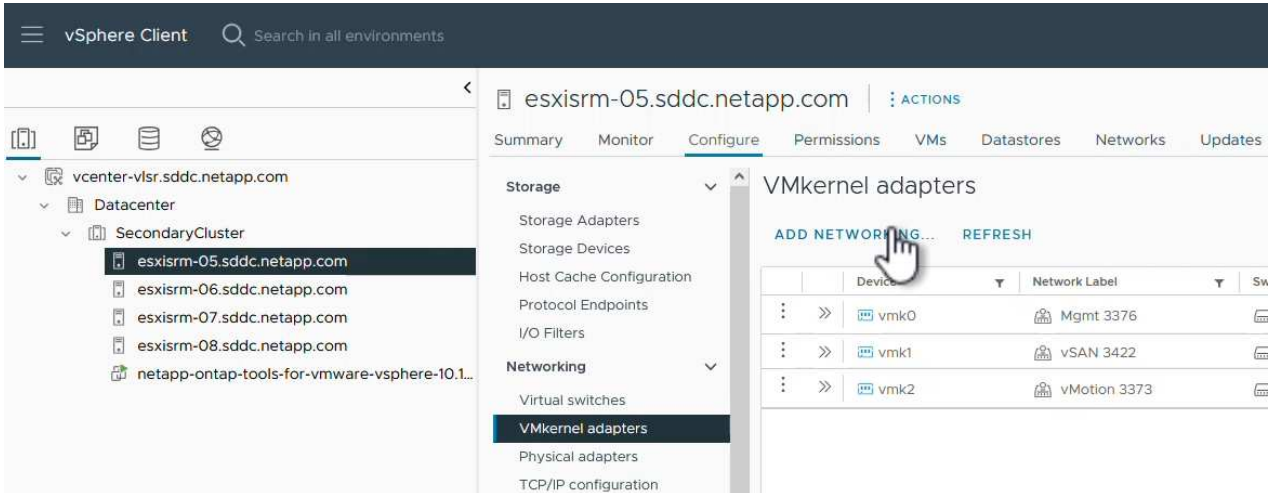 vSphere Client Search in all environments
esxisrm-05.sddc.netapp.com ACTIONS
Summary Monitor Configure Permissions VMs Datastores Networks Updates
vcenter-vlsr.sddc.netapp.com
Datacenter
SecondaryCluster
esxisrm-05.sddc.netapp.com
esxisrm-06.sddc.netapp.com
esxisrm-07.sddc.netapp.com
esxisrm-08.sddc.netapp.com
netapp-ontap-tools-for-vmware-vsphere-10.1...
Storage
Storage Adapters
Storage Devices
Host Cache Configuration
Protocol Endpoints
I/O Filters
Networking
Virtual switches
VMkernel adapters
Physical adapters
TCP/IP configuration
VMkernel adapters
ADD NETWORKING... REFRESH
Device Network Label Sw
vmk0 Mgmt 3376
vmk1 vSAN 3422
vmk2 vMotion 3373